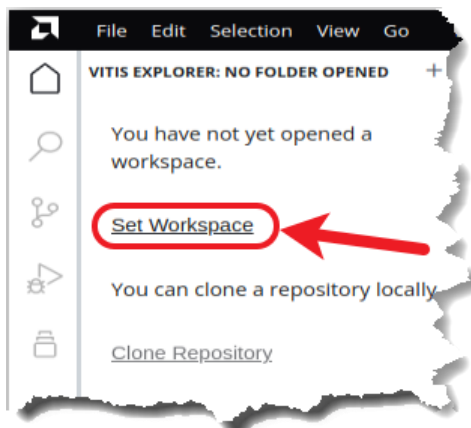 File Edit Selection View Go
VITIS EXPLORER: NO FOLDER OPENED +
You have not yet opened a
workspace.
Set Workspace
You can clone a repository locally
Clone Repository